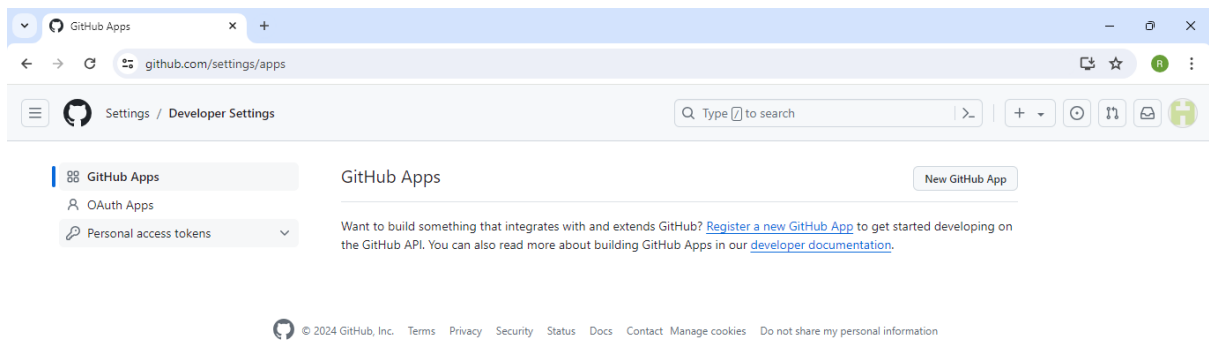 GitHub Apps
github.com/settings/apps
R
Settings / Developer Settings
Type / to search
GitHub Apps
OAuth Apps
Personal access tokens
GitHub Apps
New GitHub App
Want to build something that integrates with and extends GitHub? Register a new GitHub App to get started developing on
the GitHub API. You can also read more about building GitHub Apps in our developer documentation.
© 2024 GitHub, Inc. Terms Privacy Security Status Docs Contact Manage cookies Do not share my personal information